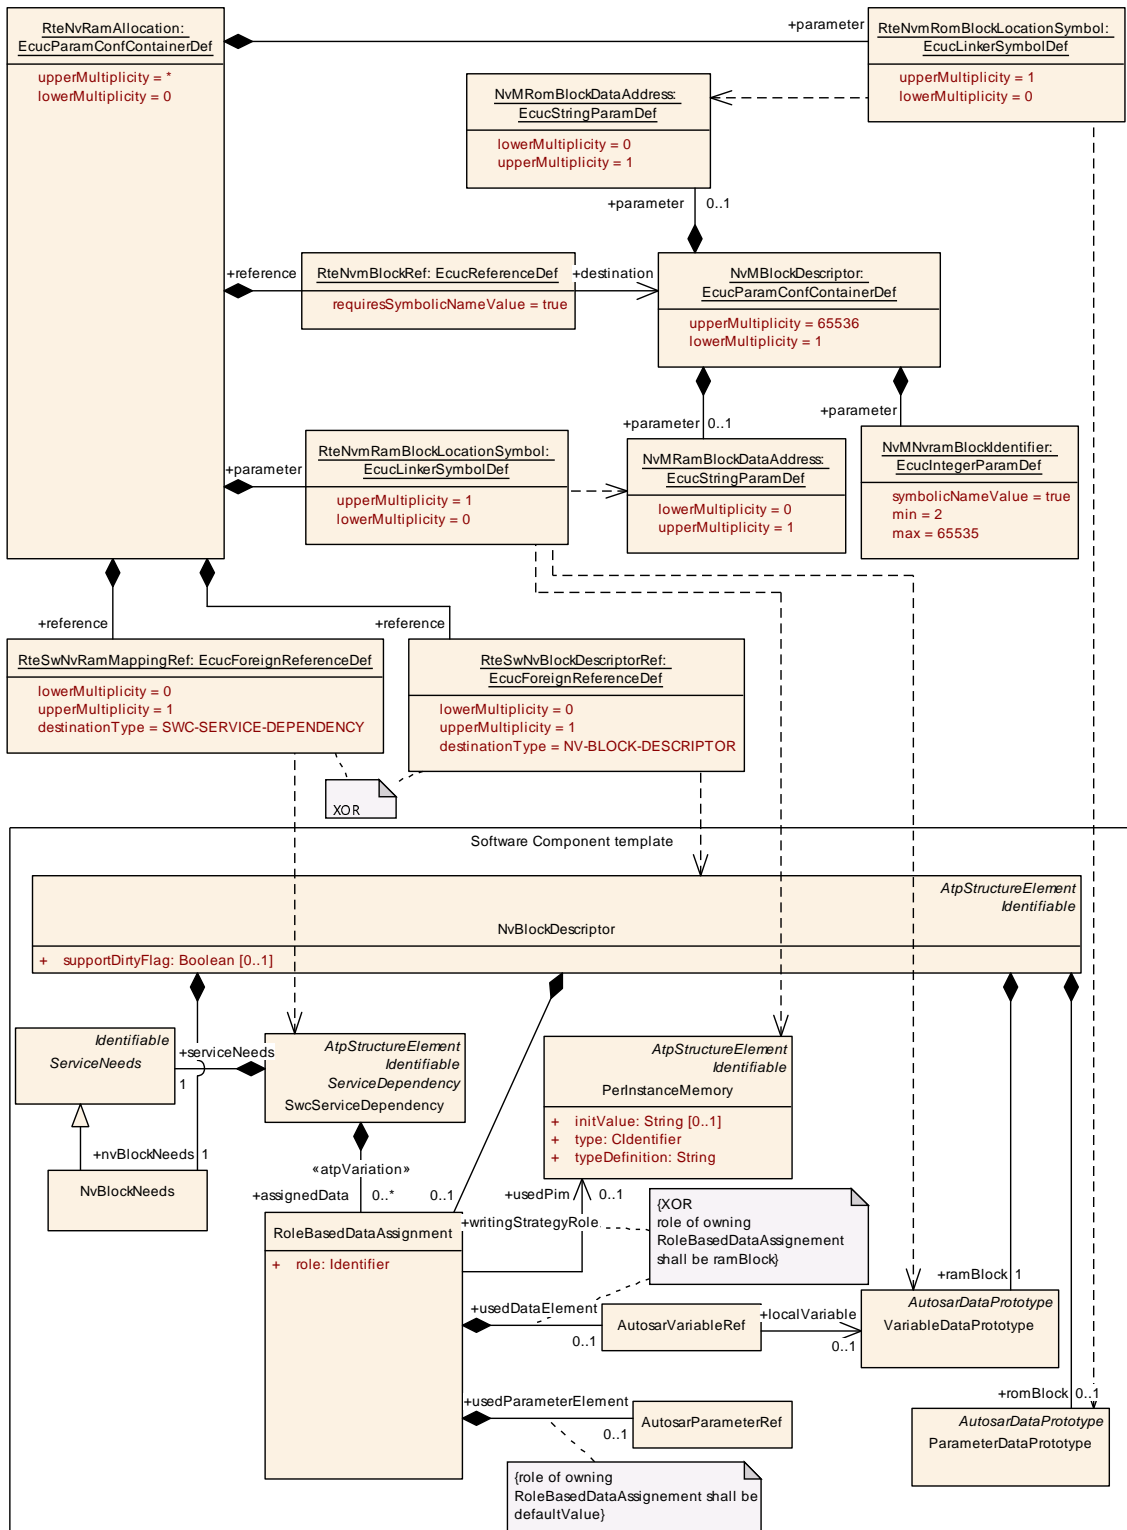 RteNvRamAllocation:
EcucParamConfContainerDef
upperMultiplicity = *
lowerMultiplicity = 0
+parameter
RteNvmRomBlockLocationSymbol:
EcucLinkerSymbolDef
upperMultiplicity = 1
lowerMultiplicity = 0
NvMRomBlockDataAddress:
EcucStringParamDef
lowerMultiplicity = 0
upperMultiplicity = 1
+parameter 0..1
+reference
RteNvmBlockRef: EcucReferenceDef
requiresSymbolicNameValue = true
+destination
NvMBlockDescriptor:
EcucParamConfContainerDef
upperMultiplicity = 65536
lowerMultiplicity = 1
+parameter 0..1
+parameter
+parameter
RteNvmRamBlockLocationSymbol:
EcucLinkerSymbolDef
upperMultiplicity = 1
lowerMultiplicity = 0
NvMRamBlockDataAddress:
EcucStringParamDef
lowerMultiplicity = 0
upperMultiplicity = 1
NvMNvramBlockIdentifier:
EcucIntegerParamDef
symbolicNameValue = true
min = 2
max = 65535
+reference
+reference
RteSwNvRamMappingRef: EcucForeignReferenceDef
lowerMultiplicity = 0
upperMultiplicity = 1
destinationType = SWC-SERVICE-DEPENDENCY
RteSwNvBlockDescriptorRef:
EcucForeignReferenceDef
lowerMultiplicity = 0
upperMultiplicity = 1
destinationType = NV-BLOCK-DESCRIPTOR
XOR
Software Component template
AtpStructureElement
Identifiable
NvBlockDescriptor
+ supportDirtyFlag: Boolean [0..1]
Identifiable
ServiceNeeds
+serviceNeeds
1
AtpStructureElement
Identifiable
ServiceDependency
SwcServiceDependency
AtpStructureElement
Identifiable
PerInstanceMemory
+ initValue: String [0..1]
+ type: CIdentifier
+ typeDefinition: String
+nvBlockNeeds 1
NvBlockNeeds
«atpVariation»
+assignedData 0..*
0..1
+usedPim 0..1
+writingStrategyRole
RoleBasedDataAssignment
+ role: Identifier
{XOR
role of owning
RoleBasedDataAssignement
shall be ramBlock}
+usedDataElement
0..1
AutosarVariableRef
+localVariable
0..1
+ramBlock 1
AutosarDataPrototype
VariableDataPrototype
+usedParameterElement
0..1
AutosarParameterRef
+romBlock 0..1
AutosarDataPrototype
ParameterDataPrototype
{role of owning
RoleBasedDataAssignement shall be
defaultValue}